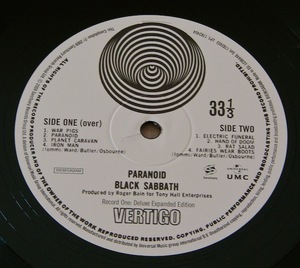 33 1/3
SIDE ONE (over)
1. WAR PIGS
2. PARANOID
3. PLANET CARAVAN
4. IRON MAN
(Iommi/Ward/Butler/Osbourne)
SIDE TWO
1. ELECTRIC FUNERAL
2. HAND OF DOOM
3. RAT SALAD
4. FAIRIES WEAR BOOTS
(Iommi/Ward/Butler/Osbourne)
PARANOID
BLACK SABBATH
Produced by Roger Bain for Tony Hall Enterprises
UMC
Record One: Deluxe Expanded Edition
VERTIGO
ALL RIGHTS OF THE RECORD PRODUCER AND OF THE OWNER OF THE WORK REPRODUCED RESERVED. COPYING, PUBLIC PERFORMANCE AND BROADCASTING THIS RECORD PROHIBITED